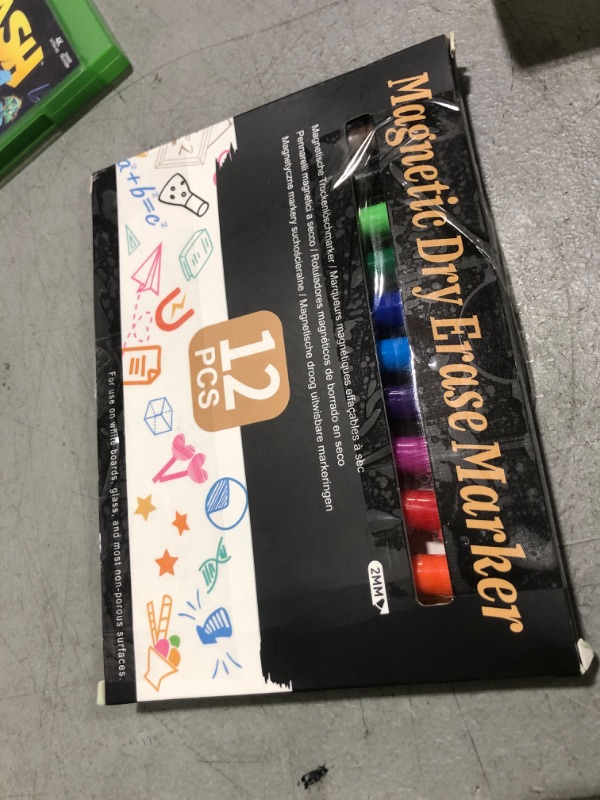 Magnetic Dry Erase Marker
Magnetische Trockenlöschmarker / Marqueurs magnétiques effaçables à sec
Pennarelli magnetici a secco / Rotuladores magnéticos de borrado en seco
Magnetyczne markery suchościeralne / Magnetische droog uitwisbare markeringen
2MM
12
PCS
a²+b²=c²
For use on white boards, glass, and most non-porous surfaces.
ASH